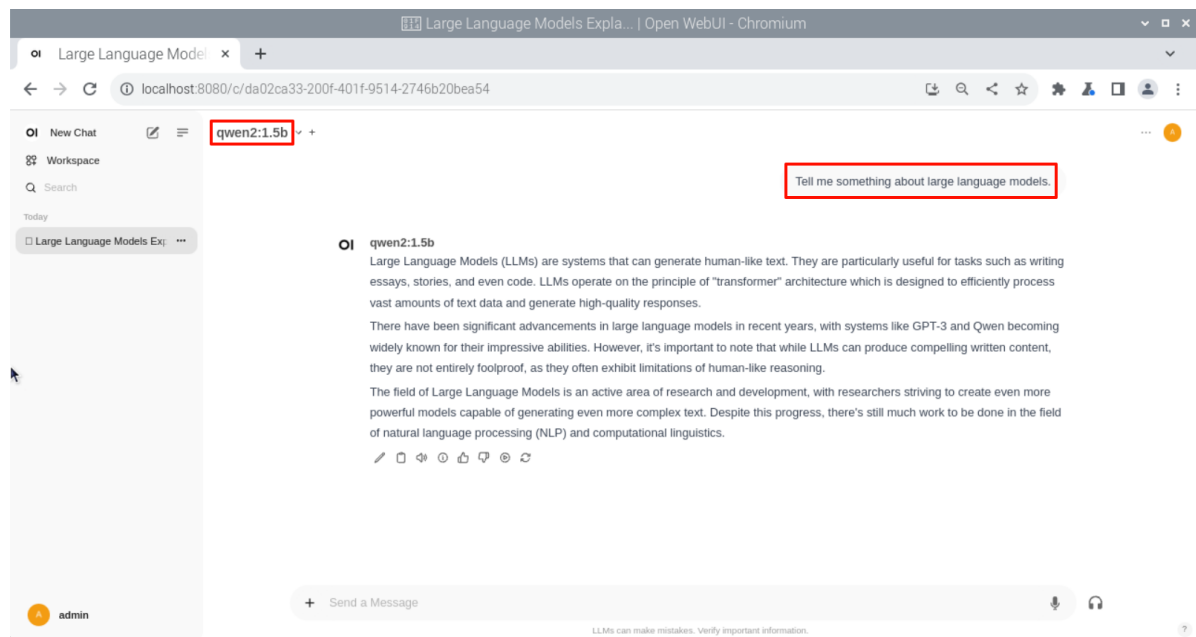 Large Language Models Expla... | Open WebUI - Chromium
OI Large Language Model
localhost:8080/c/da02ca33-200f-401f-9514-2746b20bea54
OI New Chat
qwen2:1.5b
A
Workspace
Search
Tell me something about large language models.
Today
Large Language Models Exp
OI qwen2:1.5b
Large Language Models (LLMs) are systems that can generate human-like text. They are particularly useful for tasks such as writing
essays, stories, and even code. LLMs operate on the principle of "transformer" architecture which is designed to efficiently process
vast amounts of text data and generate high-quality responses.
There have been significant advancements in large language models in recent years, with systems like GPT-3 and Qwen becoming
widely known for their impressive abilities. However, it's important to note that while LLMs can produce compelling written content,
they are not entirely foolproof, as they often exhibit limitations of human-like reasoning.
The field of Large Language Models is an active area of research and development, with researchers striving to create even more
powerful models capable of generating even more complex text. Despite this progress, there's still much work to be done in the field
of natural language processing (NLP) and computational linguistics.
Send a Message
A admin
LLMs can make mistakes. Verify important information.
?